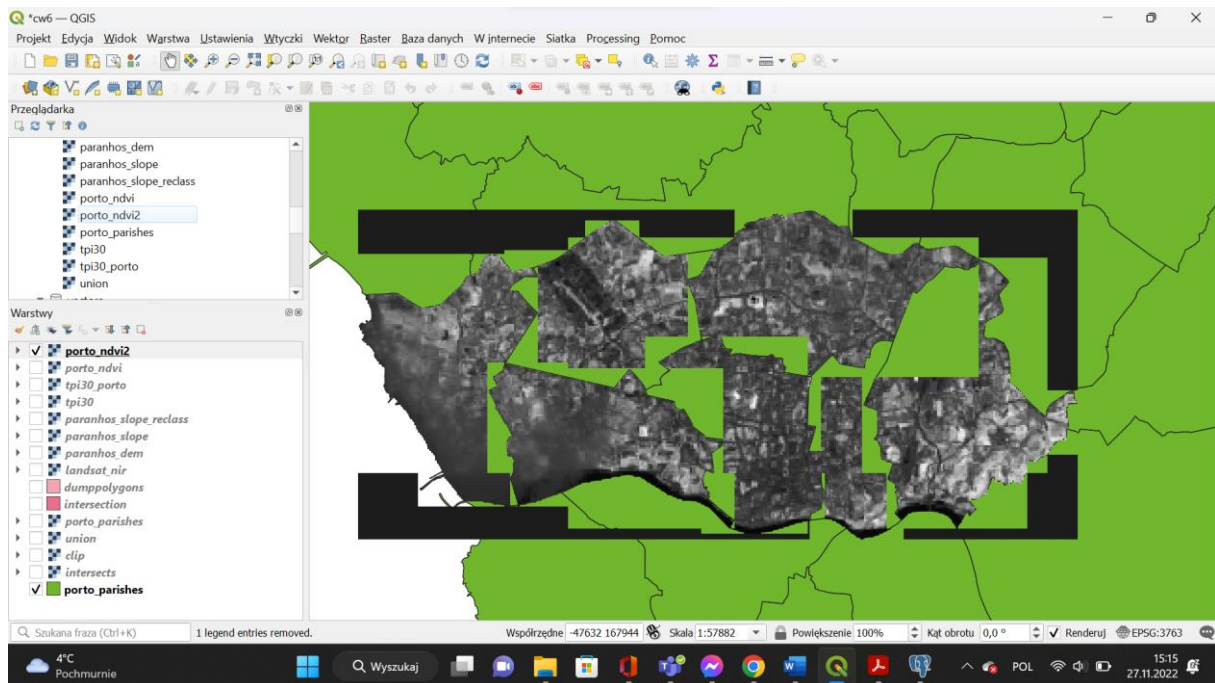 *cw6 — QGIS
Projekt Edycja Widok Warstwa Ustawienia Wtyczki Wektor Raster Baza danych W internecie Siatka Processing Pomoc
Przeglądarka
paranhos_dem
paranhos_slope
paranhos_slope_reclass
porto_ndvi
porto_ndvi2
porto_parishes
tpi30
tpi30_porto
union
Warstwy
porto_ndvi2
porto_ndvi
tpi30_porto
tpi30
paranhos_slope_reclass
paranhos_slope
paranhos_dem
landsat_nir
dumppolygons
intersection
porto_parishes
union
clip
intersects
porto_parishes
Szukana fraza (Ctrl+K) 1 legend entries removed. Współrzędne -47632 167944 Skala 1:57882 Powiększenie 100% Kąt obrotu 0,0 ° Renderuj EPSG:3763
4°C
Pochmurnie
Wyszukaj
POL
15:15
27.11.2022